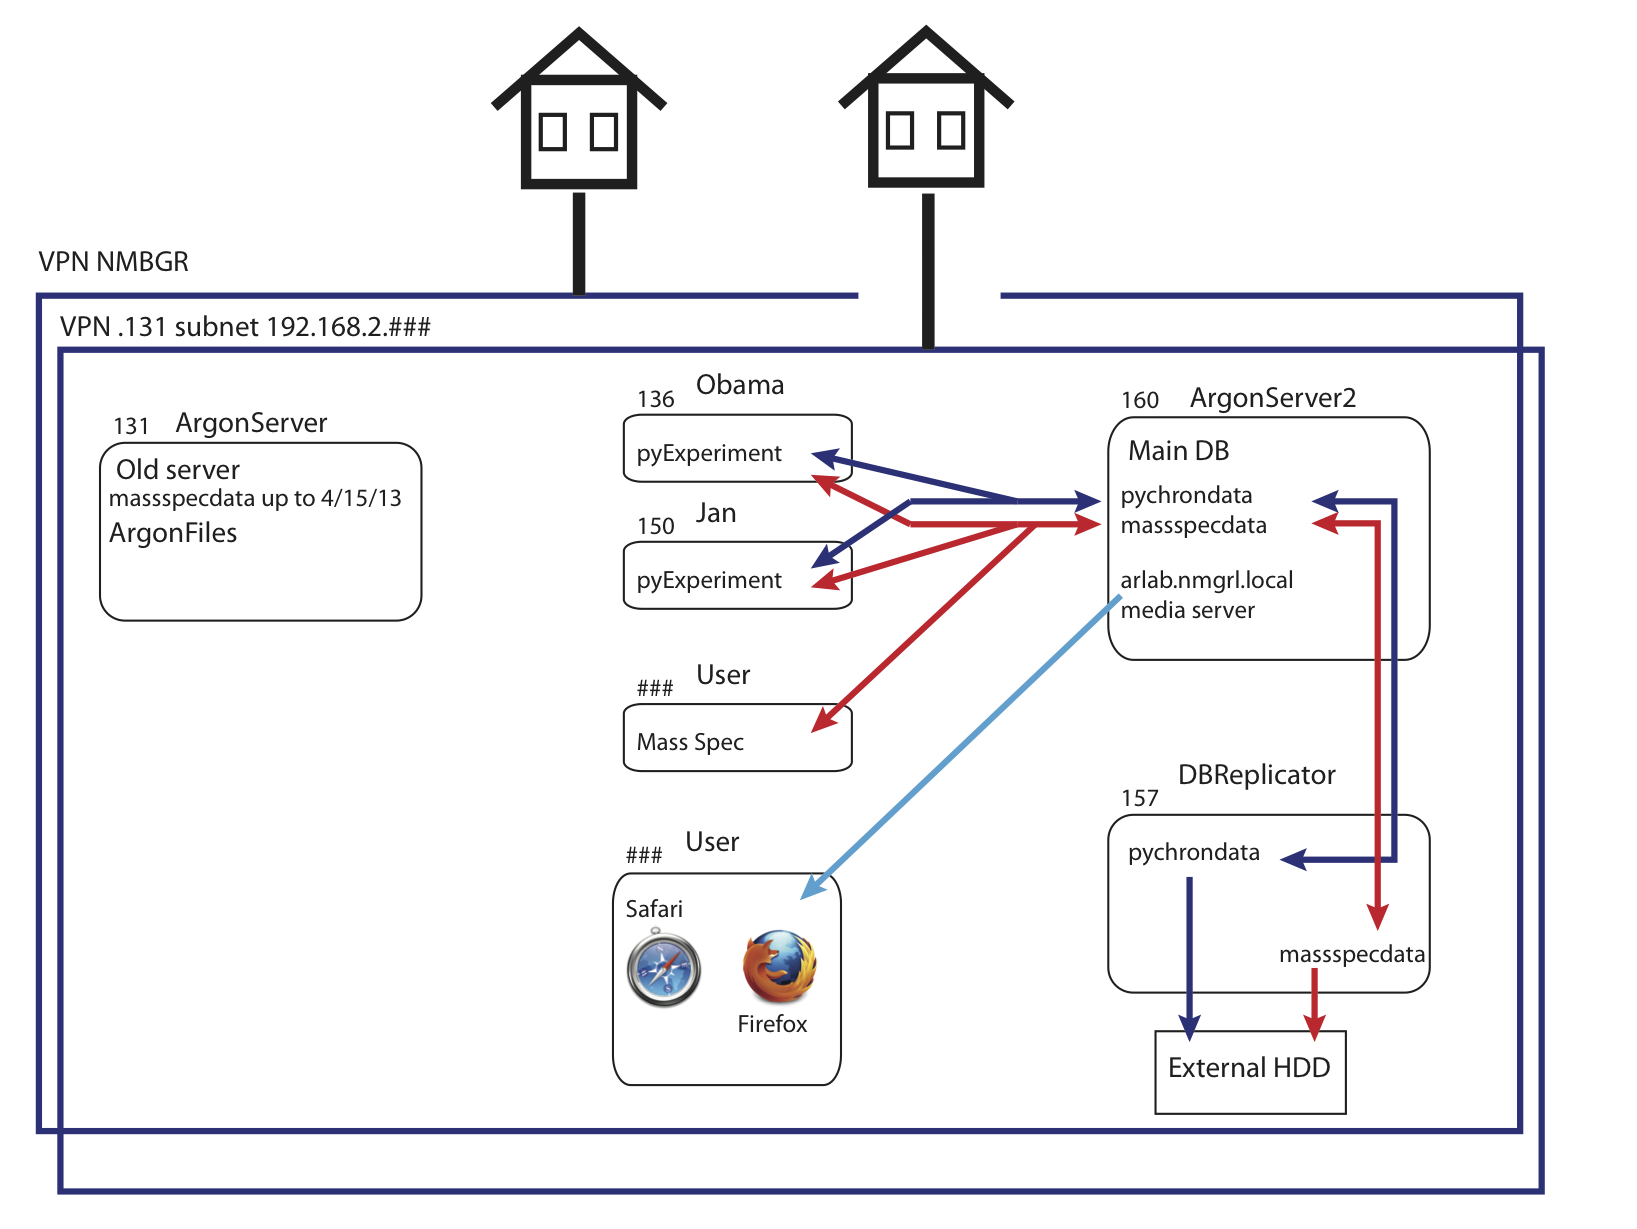 VPN NMBGR
VPN .131 subnet 192.168.2.###
131 ArgonServer
Old server
massspecdata up to 4/15/13
ArgonFiles
136 Obama
pyExperiment
150 Jan
pyExperiment
### User
Mass Spec
### User
Safari
Firefox
160 ArgonServer2
Main DB
pychrondata
massspecdata
arlab.nmgrl.local
media server
DBReplicator
157
pychrondata
massspecdata
External HDD